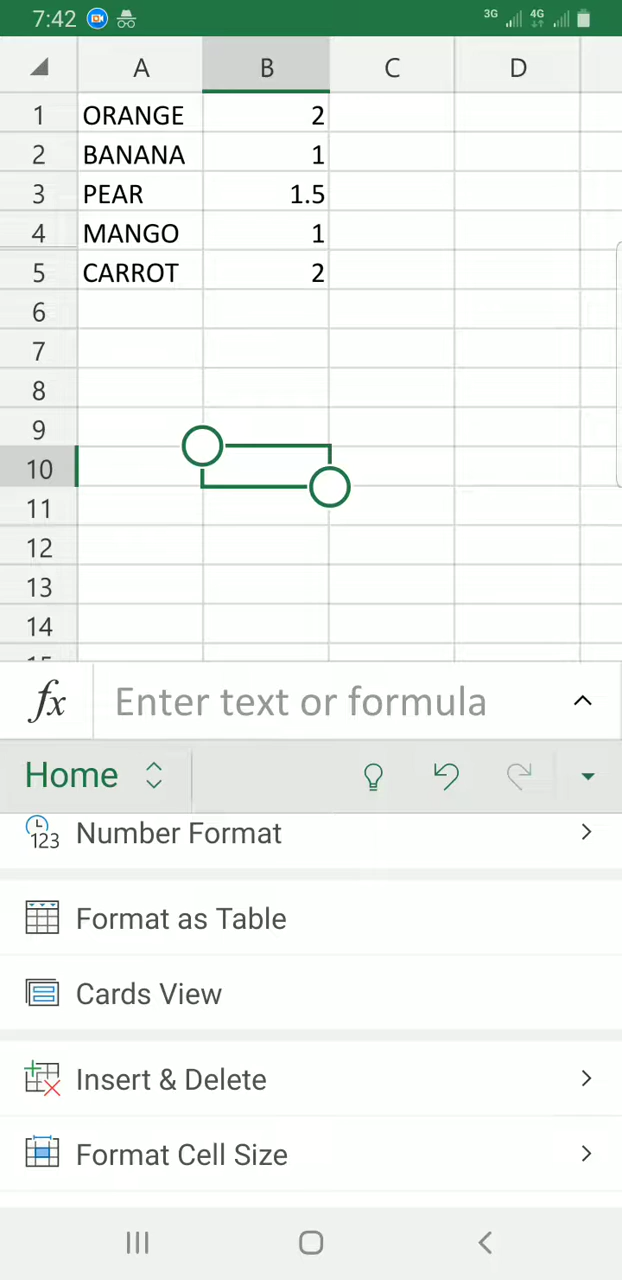 7:42 3G 4G
A B C D
1 ORANGE 2
2 BANANA 1
3 PEAR 1.5
4 MANGO 1
5 CARROT 2
6
7
8
9
10
11
12
13
14
fx Enter text or formula
Home
123 Number Format
Format as Table
Cards View
Insert & Delete
Format Cell Size